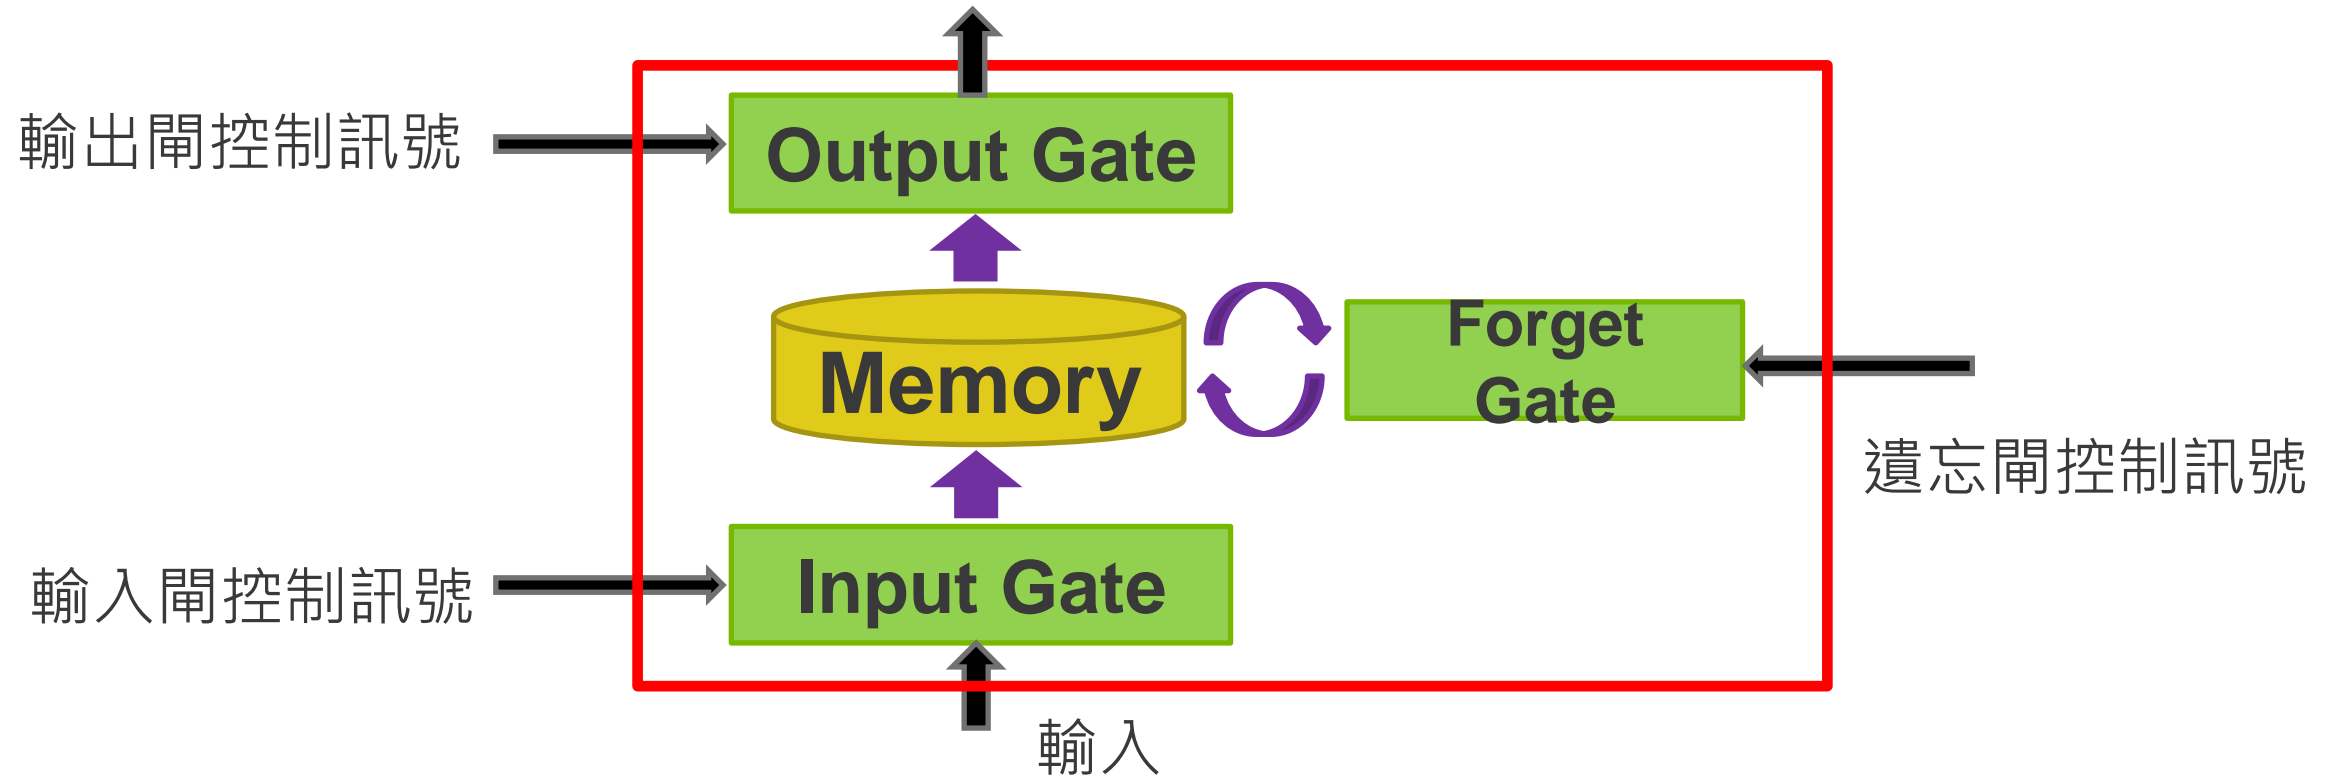 輸出閘控制訊號
Output Gate
Memory
Forget
Gate
遺忘閘控制訊號
輸入閘控制訊號
Input Gate
輸入